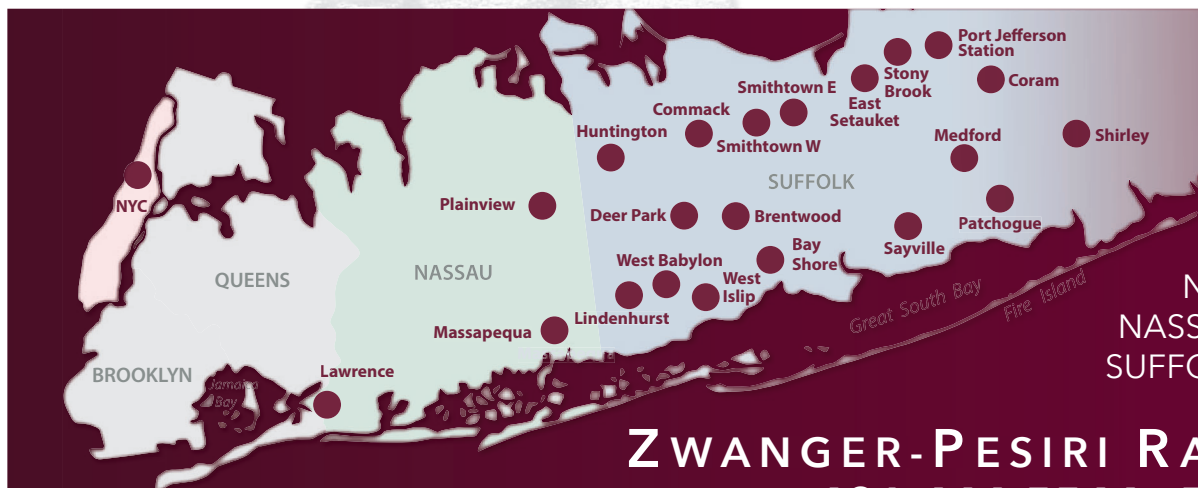 Port Jefferson
Station
Stony
Brook
Coram
Smithtown E
East
Setauket
Commack
Huntington
Smithtown W
Medford
Shirley
SUFFOLK
NYC
Plainview
Deer Park
Brentwood
Patchogue
Sayville
Bay
Shore
West Babylon
West
Islip
QUEENS
NASSAU
Great South Bay
Fire Island
Lindenhurst
Massapequa
BROOKLYN
Jamaica
Bay
Lawrence
N
NASS
SUFFO
ZWANGER-PESIRI RA